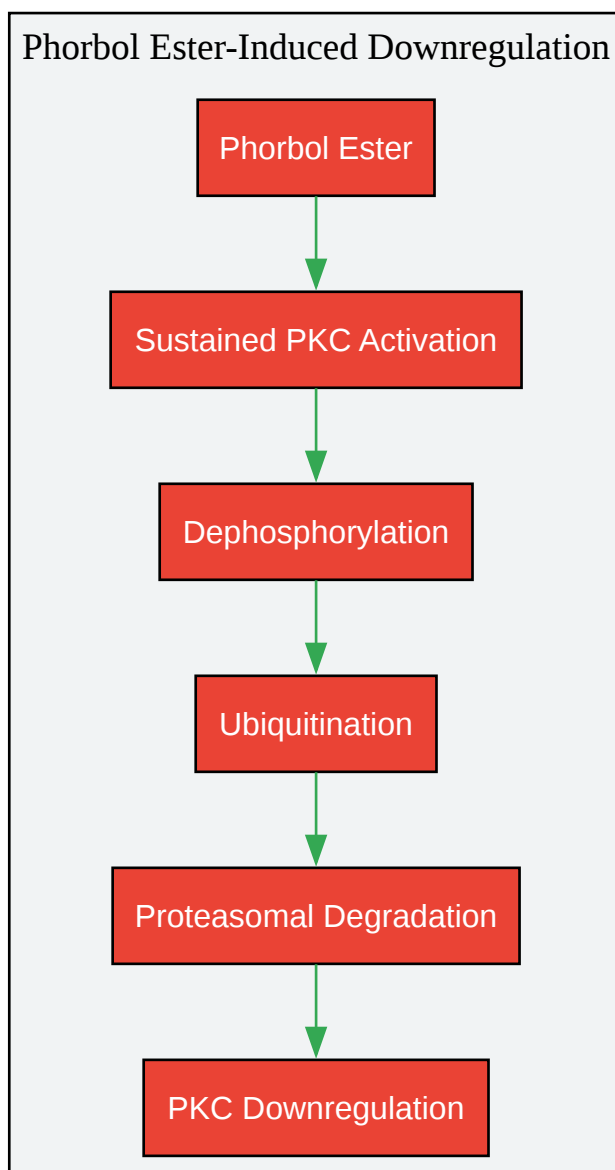 Phorbol Ester-Induced Downregulation
Phorbol Ester
Sustained PKC Activation
Dephosphorylation
Ubiquitination
Proteasomal Degradation
PKC Downregulation